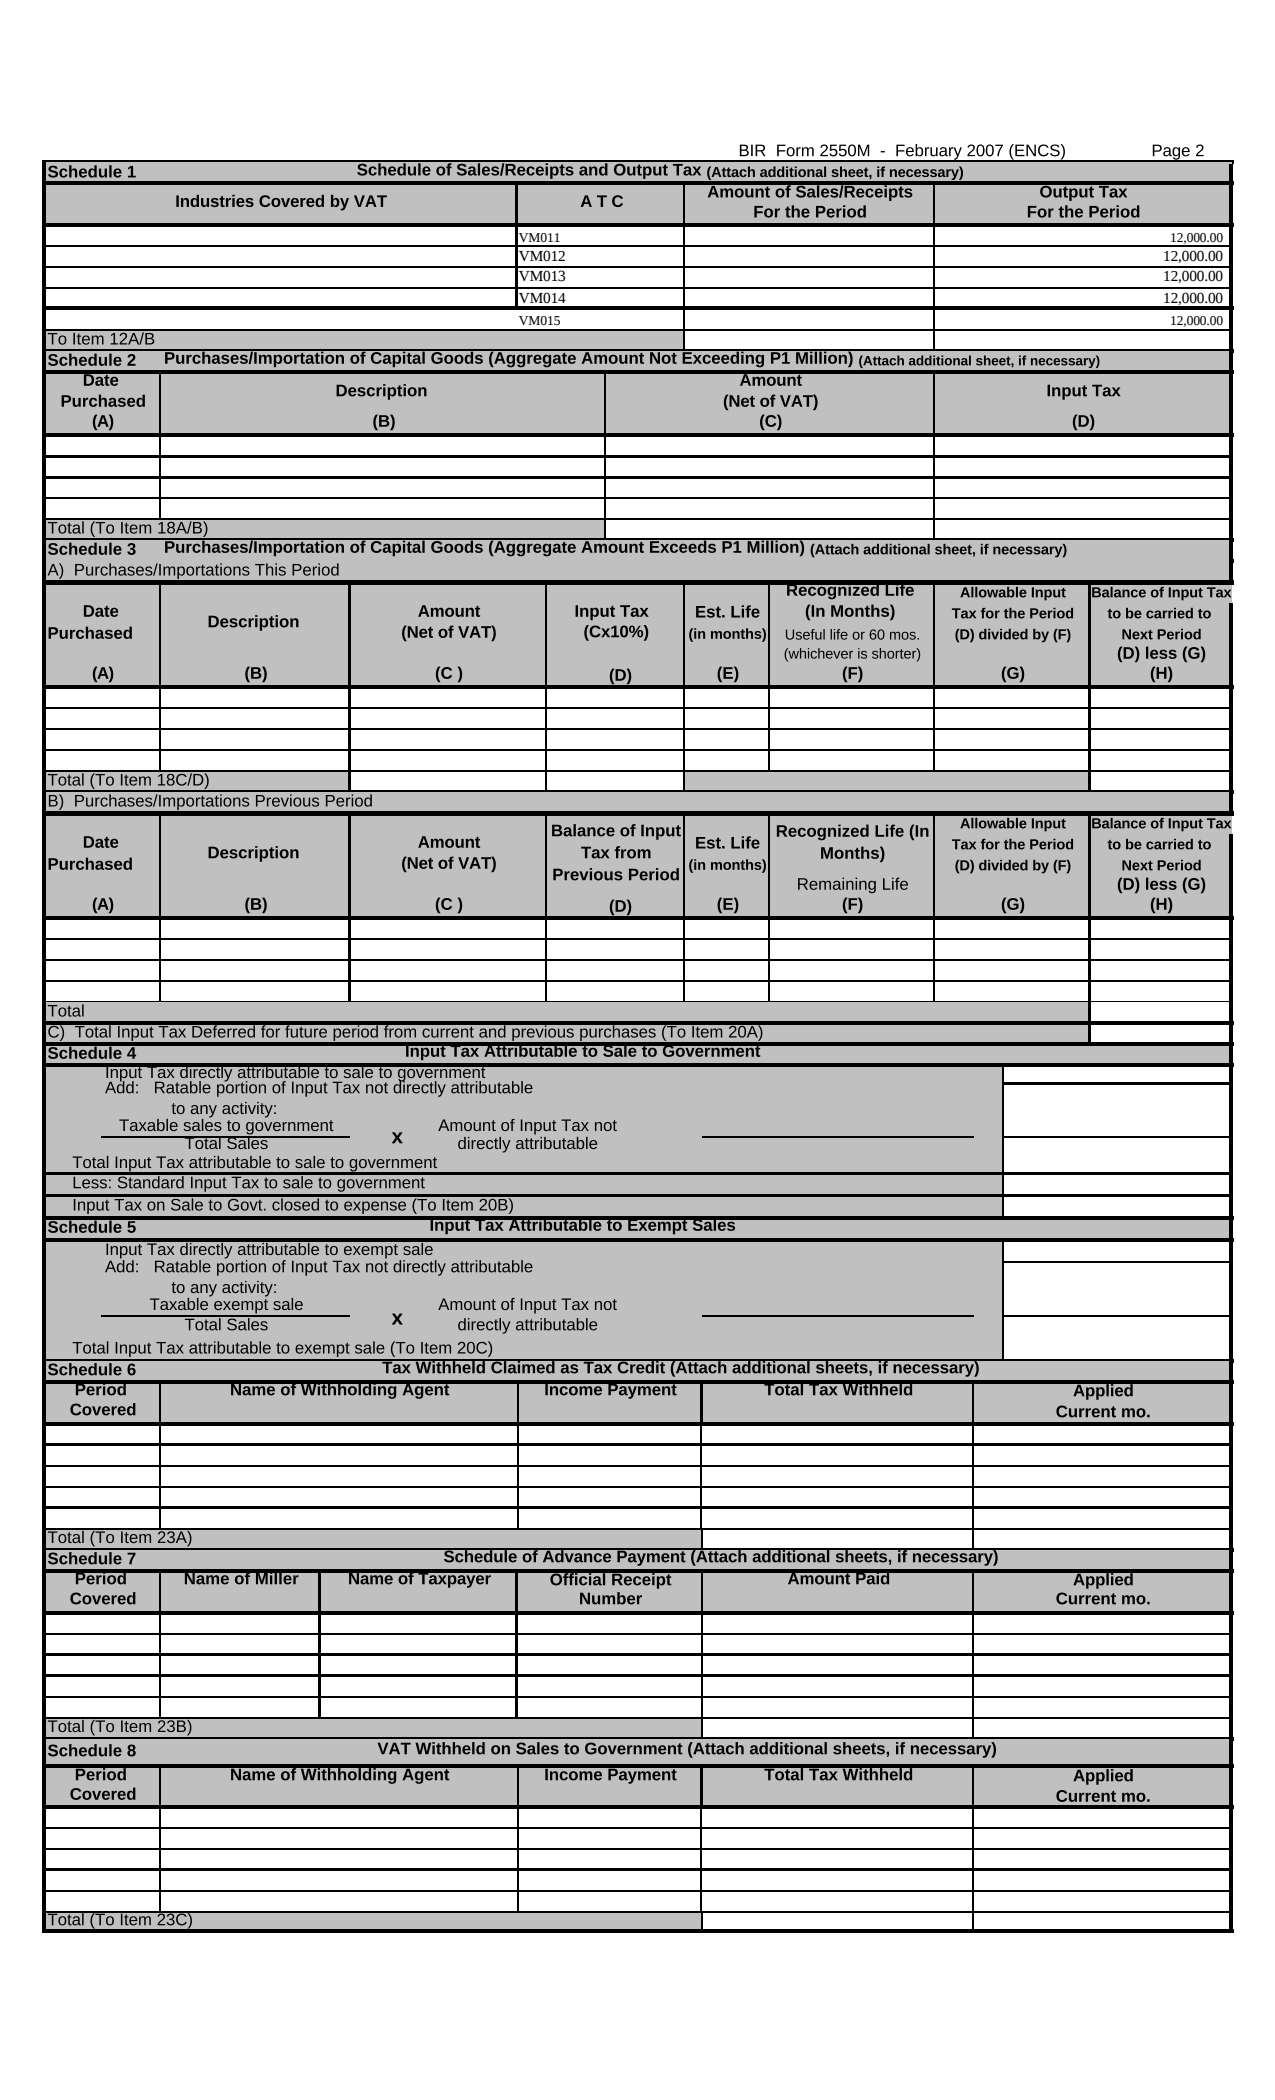 BIR Form 2550M - February 2007 (ENCS) Page 2
Schedule 1 Schedule of Sales/Receipts and Output Tax (Attach additional sheet, if necessary)
Industries Covered by VAT A T C Amount of Sales/Receipts For the Period Output Tax For the Period
VM011 12,000.00
VM012 12,000.00
VM013 12,000.00
VM014 12,000.00
VM015 12,000.00
To Item 12A/B
Schedule 2 Purchases/Importation of Capital Goods (Aggregate Amount Not Exceeding P1 Million) (Attach additional sheet, if necessary)
Date Purchased (A) Description (B) Amount (Net of VAT) (C) Input Tax (D)
Total (To Item 18A/B)
Schedule 3 Purchases/Importation of Capital Goods (Aggregate Amount Exceeds P1 Million) (Attach additional sheet, if necessary)
A) Purchases/Importations This Period
Date Purchased (A) Description (B) Amount (Net of VAT) (C ) Input Tax (Cx10%) (D) Est. Life (in months) (E) Recognized Life (In Months) Useful life or 60 mos. (whichever is shorter) (F) Allowable Input Tax for the Period (D) divided by (F) (G) Balance of Input Tax to be carried to Next Period (D) less (G) (H)
Total (To Item 18C/D)
B) Purchases/Importations Previous Period
Date Purchased (A) Description (B) Amount (Net of VAT) (C ) Balance of Input Tax from Previous Period (D) Est. Life (in months) (E) Recognized Life (In Months) Remaining Life (F) Allowable Input Tax for the Period (D) divided by (F) (G) Balance of Input Tax to be carried to Next Period (D) less (G) (H)
Total
C) Total Input Tax Deferred for future period from current and previous purchases (To Item 20A)
Schedule 4 Input Tax Attributable to Sale to Government
Input Tax directly attributable to sale to government
Add: Ratable portion of Input Tax not directly attributable
to any activity:
Taxable sales to government x Amount of Input Tax not
Total Sales directly attributable
Total Input Tax attributable to sale to government
Less: Standard Input Tax to sale to government
Input Tax on Sale to Govt. closed to expense (To Item 20B)
Schedule 5 Input Tax Attributable to Exempt Sales
Input Tax directly attributable to exempt sale
Add: Ratable portion of Input Tax not directly attributable
to any activity:
Taxable exempt sale x Amount of Input Tax not
Total Sales directly attributable
Total Input Tax attributable to exempt sale (To Item 20C)
Schedule 6 Tax Withheld Claimed as Tax Credit (Attach additional sheets, if necessary)
Period Covered Name of Withholding Agent Income Payment Total Tax Withheld Applied Current mo.
Total (To Item 23A)
Schedule 7 Schedule of Advance Payment (Attach additional sheets, if necessary)
Period Covered Name of Miller Name of Taxpayer Official Receipt Number Amount Paid Applied Current mo.
Total (To Item 23B)
Schedule 8 VAT Withheld on Sales to Government (Attach additional sheets, if necessary)
Period Covered Name of Withholding Agent Income Payment Total Tax Withheld Applied Current mo.
Total (To Item 23C)